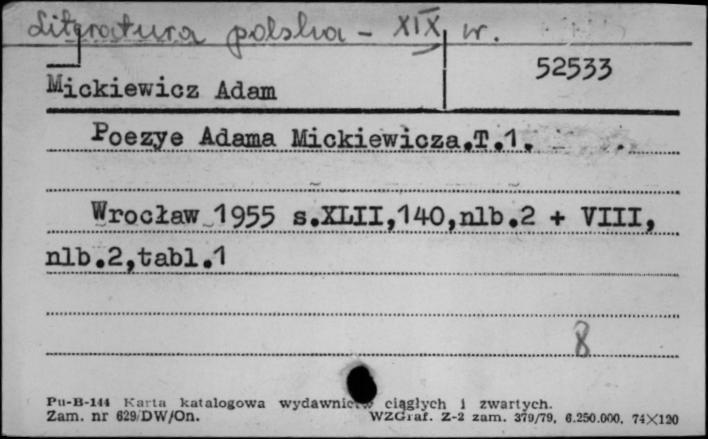 Literatura polska - XIX w.
52533
Mickiewicz Adam
Poezye Adama Mickiewicza.T.1.
Wrocław 1955 s.XLII,140,nlb.2 + VIII,
nlb.2,tabl.1
8
Pu-B-144 Karta katalogowa wydawnictw ciągłych i zwartych.
Zam. nr 629/DW/On. WZGraf. Z-2 zam. 379/79, 6.250.000, 74×120